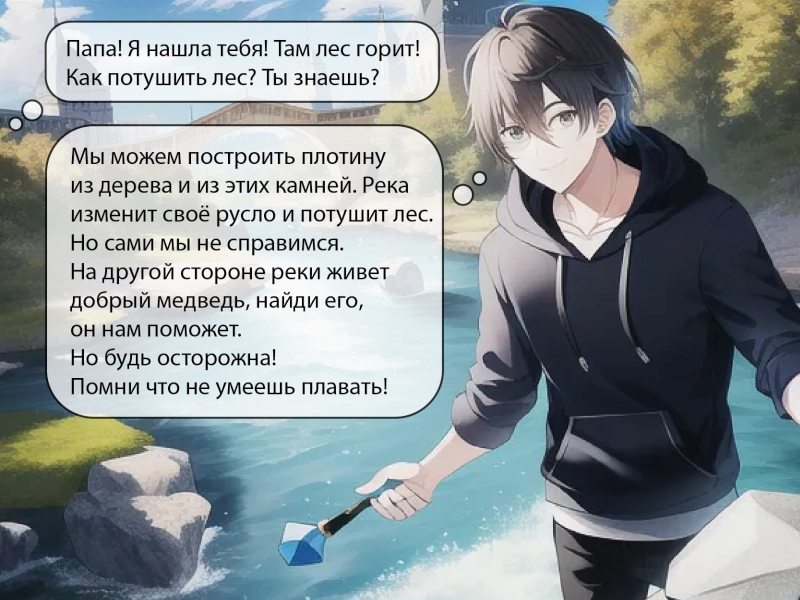 Папа! Я нашла тебя! Там лес горит!
Как потушить лес? Ты знаешь?
Мы можем построить плотину
из дерева и из этих камней. Река
изменит своё русло и потушит лес.
Но сами мы не справимся.
На другой стороне реки живет
добрый медведь, найди его,
он нам поможет.
Но будь осторожна!
Помни что не умеешь плавать!